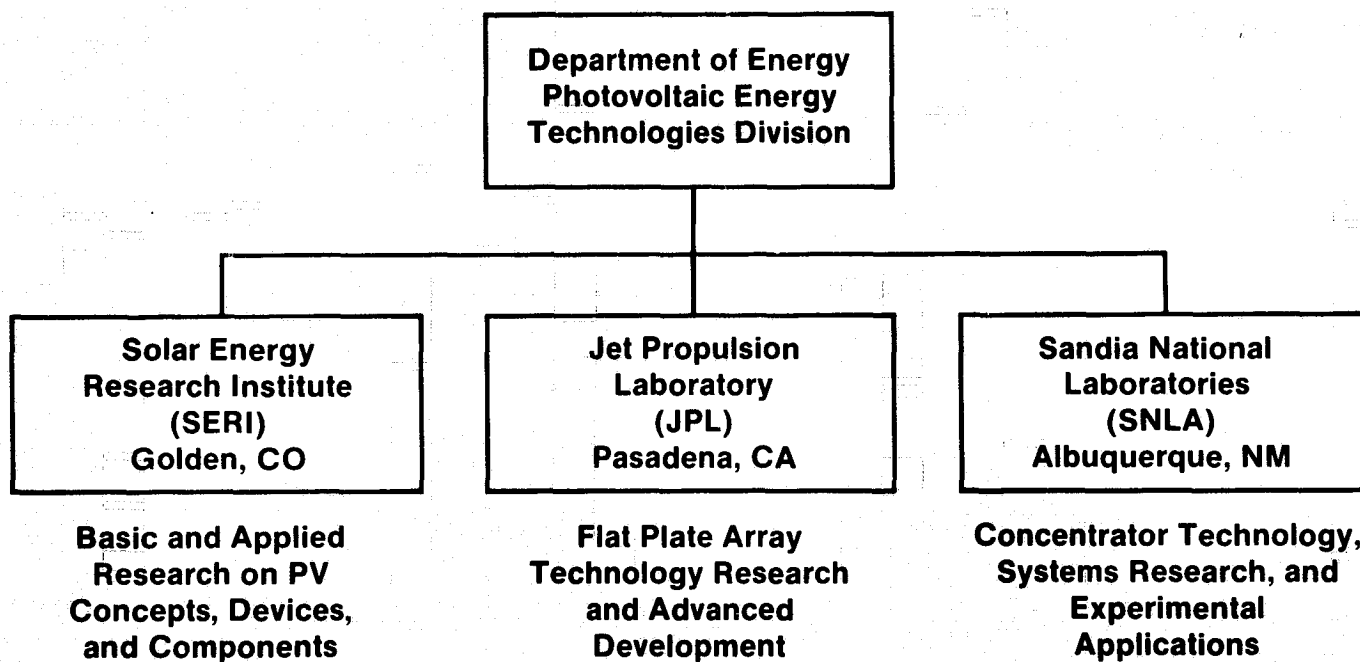 Department of Energy
Photovoltaic Energy
Technologies Division
Solar Energy
Research Institute
(SERI)
Golden, CO
Jet Propulsion
Laboratory
(JPL)
Pasadena, CA
Sandia National
Laboratories
(SNLA)
Albuquerque, NM
Basic and Applied
Research on PV
Concepts, Devices,
and Components
Flat Plate Array
Technology Research
and Advanced
Development
Concentrator Technology,
Systems Research, and
Experimental
Applications